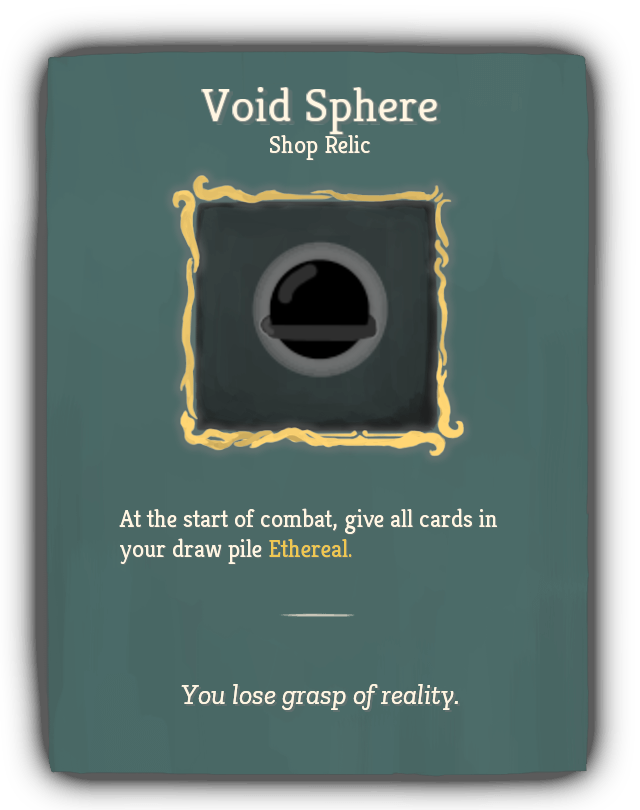 Void Sphere
Shop Relic
At the start of combat, give all cards in
your draw pile Ethereal.
You lose grasp of reality.